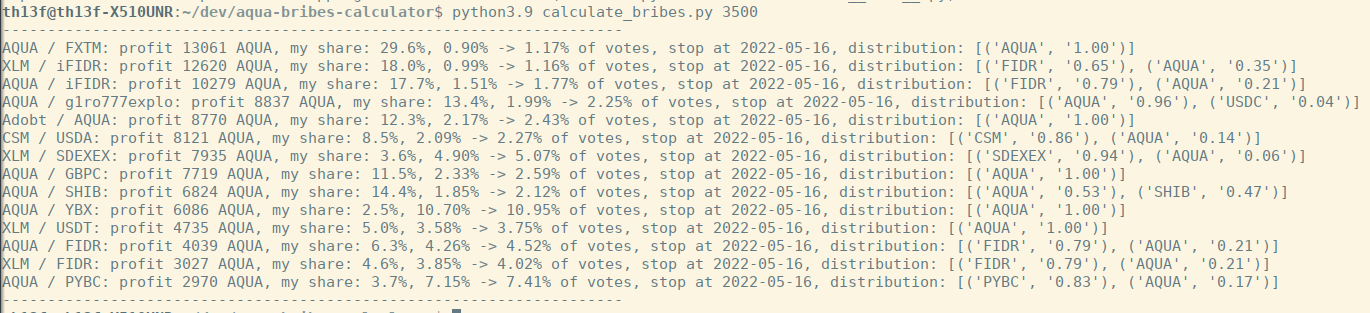 th13f@th13f-X510UNR:~/dev/aqua-bribes-calculator$ python3.9 calculate_bribes.py 3500
---------------------------------------------------------------------
AQUA / FXTM: profit 13061 AQUA, my share: 29.6%, 0.90% -> 1.17% of votes, stop at 2022-05-16, distribution: [('AQUA', '1.00')]
XLM / iFIDR: profit 12620 AQUA, my share: 18.0%, 0.99% -> 1.16% of votes, stop at 2022-05-16, distribution: [('FIDR', '0.65'), ('AQUA', '0.35')]
AQUA / iFIDR: profit 10279 AQUA, my share: 17.7%, 1.51% -> 1.77% of votes, stop at 2022-05-16, distribution: [('FIDR', '0.79'), ('AQUA', '0.21')]
AQUA / g1ro777explo: profit 8837 AQUA, my share: 13.4%, 1.99% -> 2.25% of votes, stop at 2022-05-16, distribution: [('AQUA', '0.96'), ('USDC', '0.04')]
Adobt / AQUA: profit 8770 AQUA, my share: 12.3%, 2.17% -> 2.43% of votes, stop at 2022-05-16, distribution: [('AQUA', '1.00')]
CSM / USDA: profit 8121 AQUA, my share: 8.5%, 2.09% -> 2.27% of votes, stop at 2022-05-16, distribution: [('CSM', '0.86'), ('AQUA', '0.14')]
XLM / SDEXEX: profit 7935 AQUA, my share: 3.6%, 4.90% -> 5.07% of votes, stop at 2022-05-16, distribution: [('SDEXEX', '0.94'), ('AQUA', '0.06')]
AQUA / GBPC: profit 7719 AQUA, my share: 11.5%, 2.33% -> 2.59% of votes, stop at 2022-05-16, distribution: [('AQUA', '1.00')]
AQUA / SHIB: profit 6824 AQUA, my share: 14.4%, 1.85% -> 2.12% of votes, stop at 2022-05-16, distribution: [('AQUA', '0.53'), ('SHIB', '0.47')]
AQUA / YBX: profit 6086 AQUA, my share: 2.5%, 10.70% -> 10.95% of votes, stop at 2022-05-16, distribution: [('AQUA', '1.00')]
XLM / USDT: profit 4735 AQUA, my share: 5.0%, 3.58% -> 3.75% of votes, stop at 2022-05-16, distribution: [('AQUA', '1.00')]
AQUA / FIDR: profit 4039 AQUA, my share: 6.3%, 4.26% -> 4.52% of votes, stop at 2022-05-16, distribution: [('FIDR', '0.79'), ('AQUA', '0.21')]
XLM / FIDR: profit 3027 AQUA, my share: 4.6%, 3.85% -> 4.02% of votes, stop at 2022-05-16, distribution: [('FIDR', '0.79'), ('AQUA', '0.21')]
AQUA / PYBC: profit 2970 AQUA, my share: 3.7%, 7.15% -> 7.41% of votes, stop at 2022-05-16, distribution: [('PYBC', '0.83'), ('AQUA', '0.17')]
---------------------------------------------------------------------